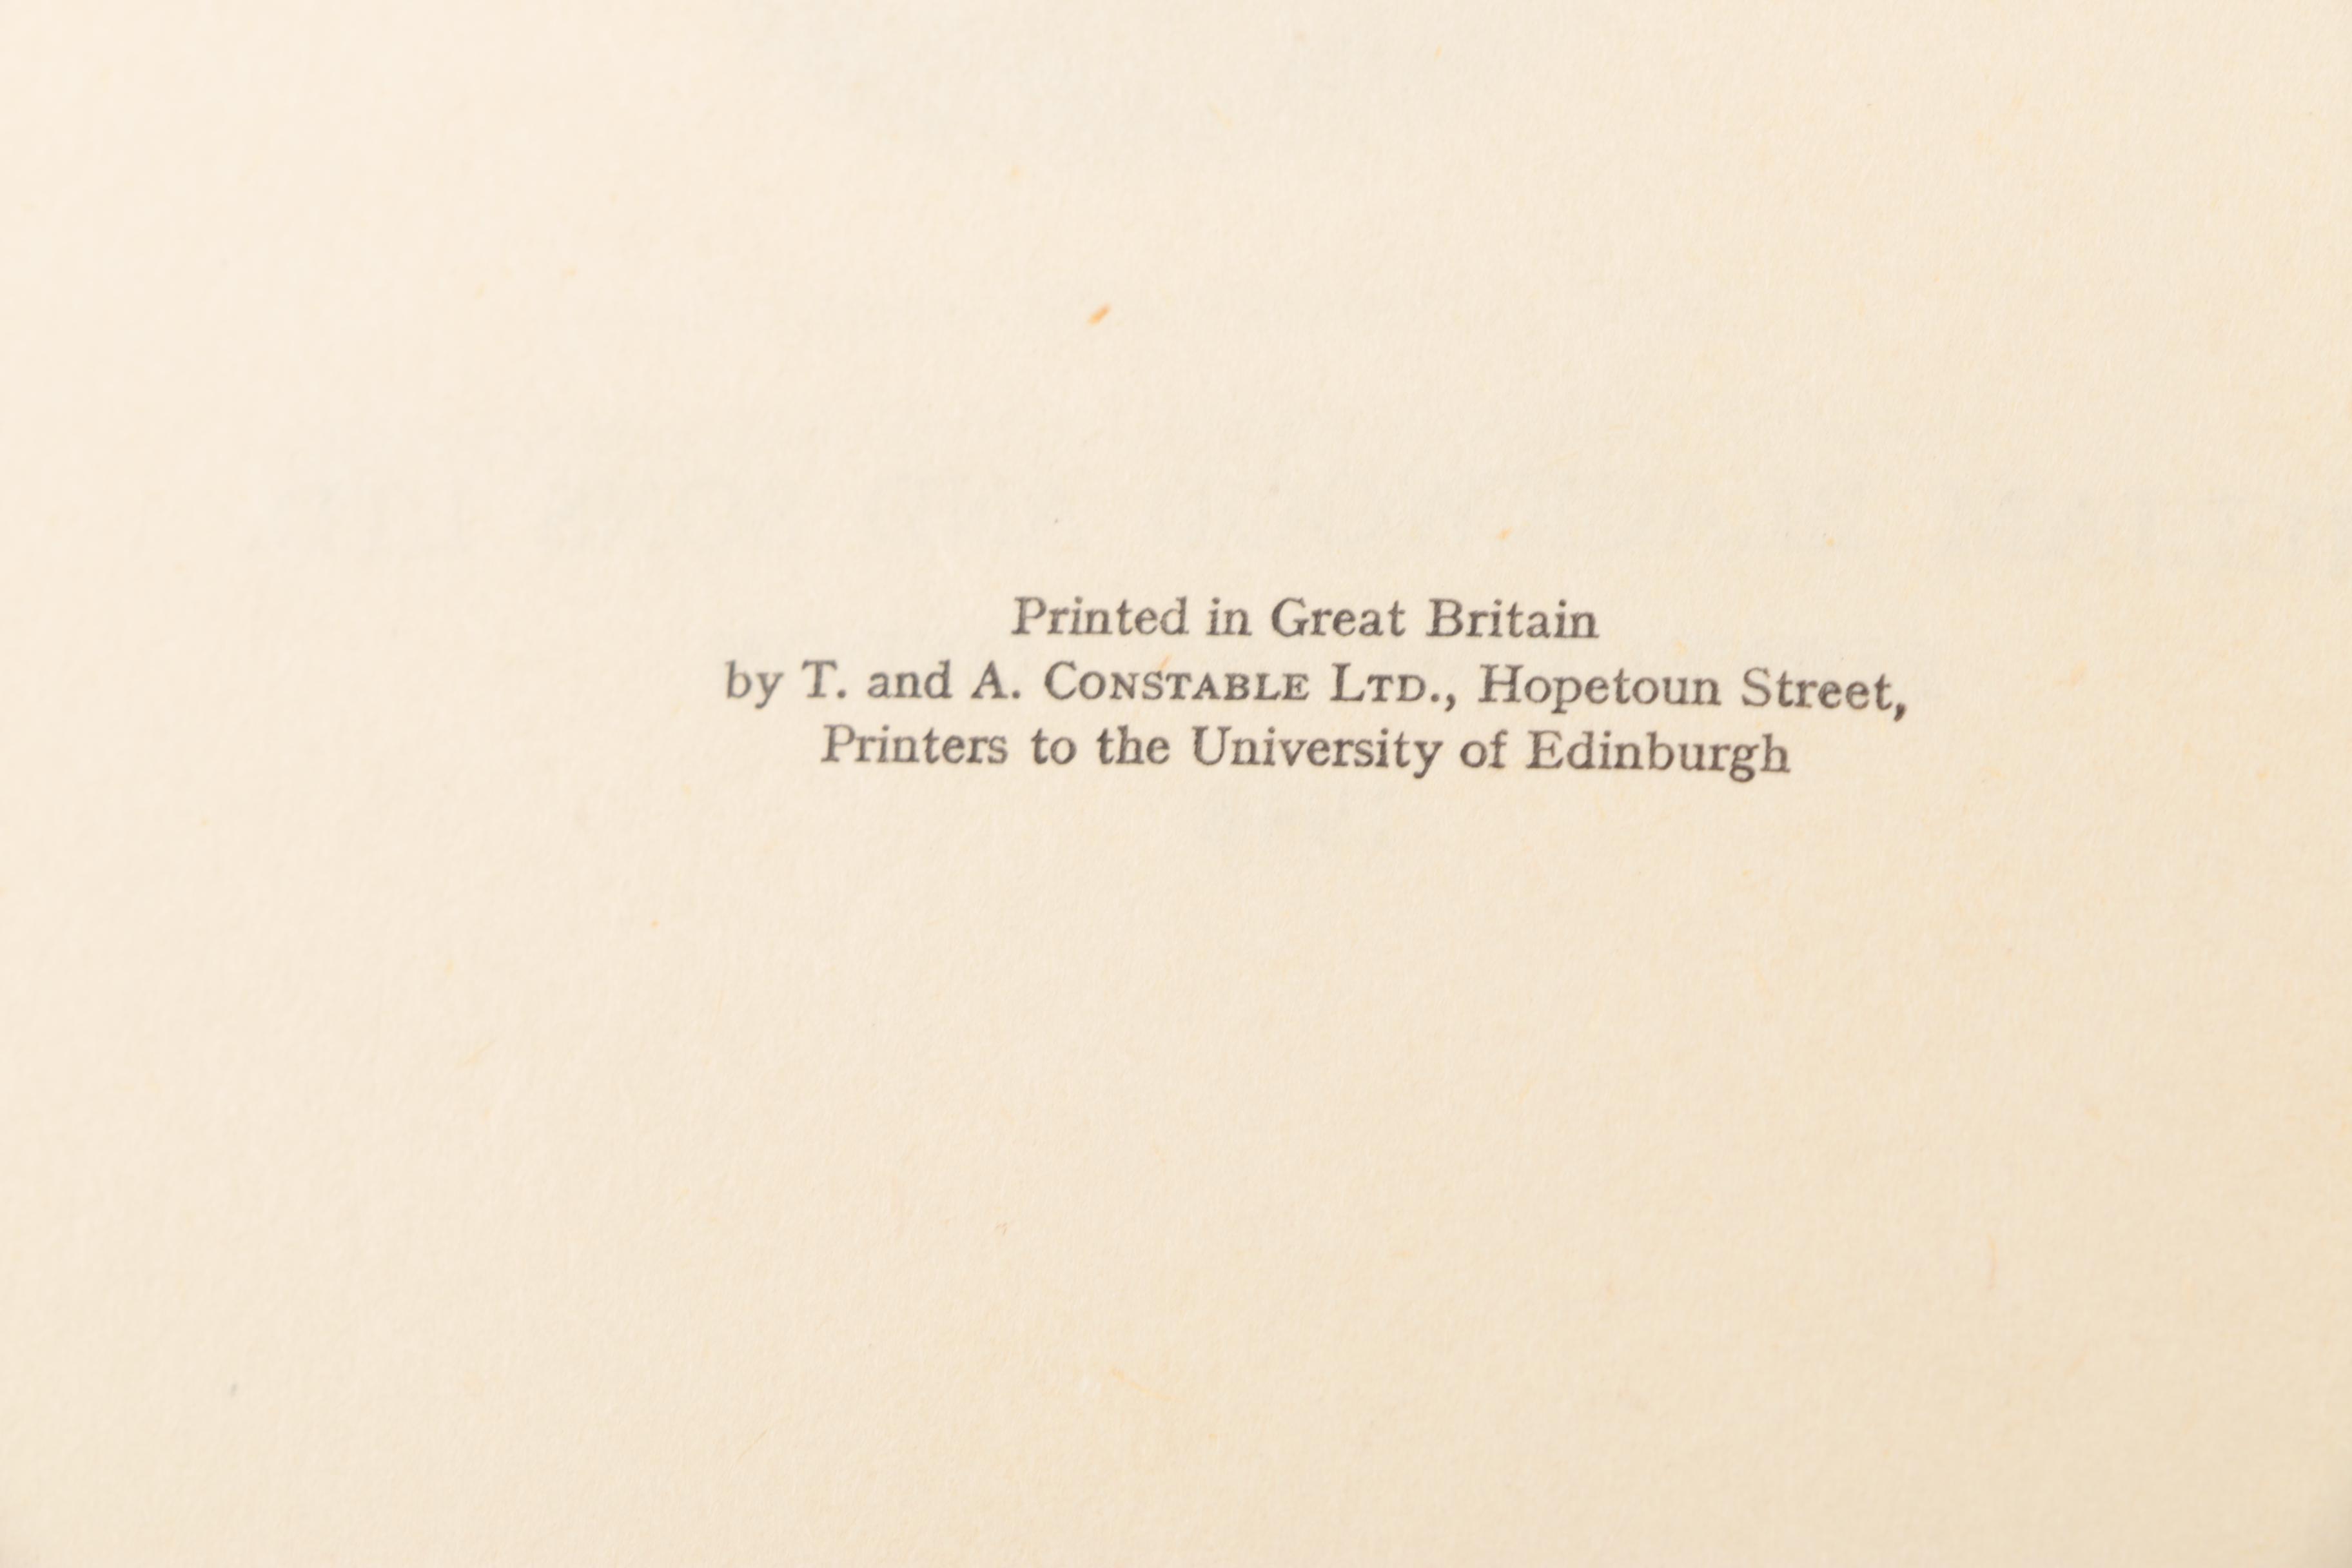 Printed in Great Britain
by T. and A. CONSTABLE LTD., Hopetoun Street,
Printers to the University of Edinburgh